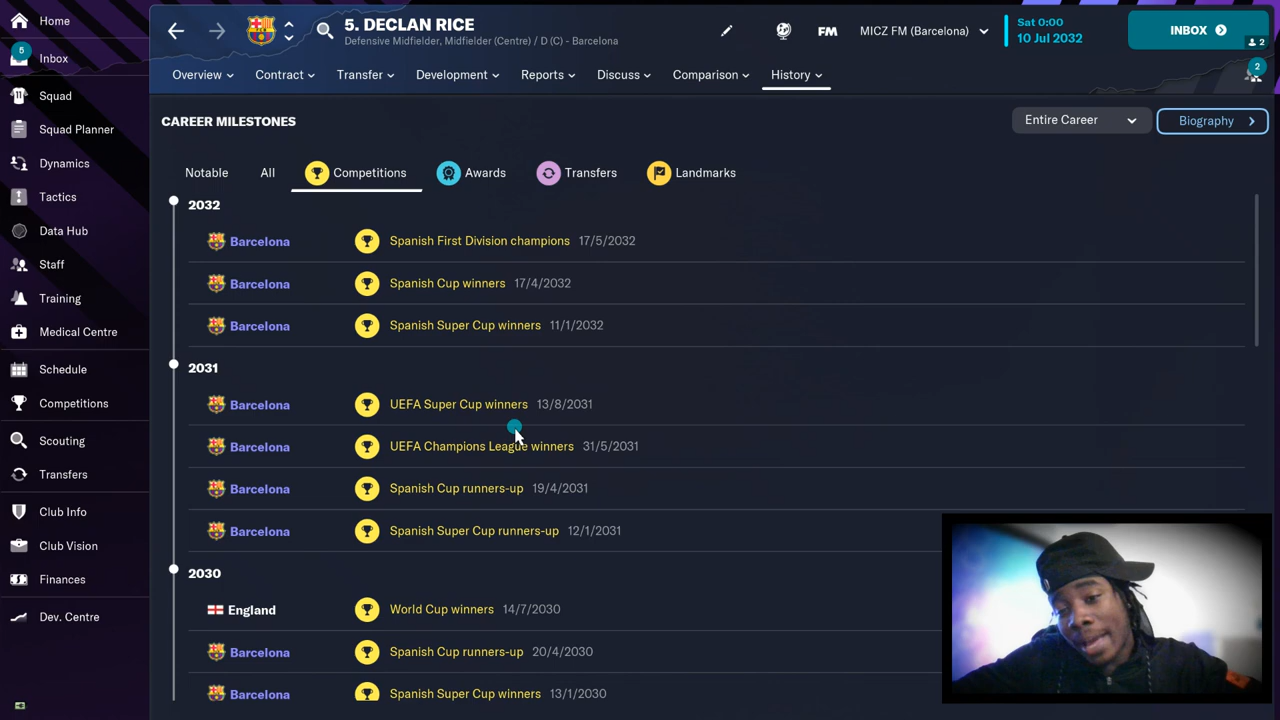 Home
5
Inbox
Squad
Squad Planner
Dynamics
Tactics
Data Hub
Staff
Training
Medical Centre
Schedule
Competitions
Scouting
Transfers
Club Info
Club Vision
Finances
Dev. Centre
5. DECLAN RICE
Defensive Midfielder, Midfielder (Centre) / D (C) - Barcelona
FM
MICZ FM (Barcelona)
Sat 0:00
10 Jul 2032
INBOX
2
Overview Contract Transfer Development Reports Discuss Comparison History
2
CAREER MILESTONES
Entire Career
Biography
Notable All Competitions Awards Transfers Landmarks
2032
Barcelona Spanish First Division champions 17/5/2032
Barcelona Spanish Cup winners 17/4/2032
Barcelona Spanish Super Cup winners 11/1/2032
2031
Barcelona UEFA Super Cup winners 13/8/2031
Barcelona UEFA Champions League winners 31/5/2031
Barcelona Spanish Cup runners-up 19/4/2031
Barcelona Spanish Super Cup runners-up 12/1/2031
2030
England World Cup winners 14/7/2030
Barcelona Spanish Cup runners-up 20/4/2030
Barcelona Spanish Super Cup winners 13/1/2030